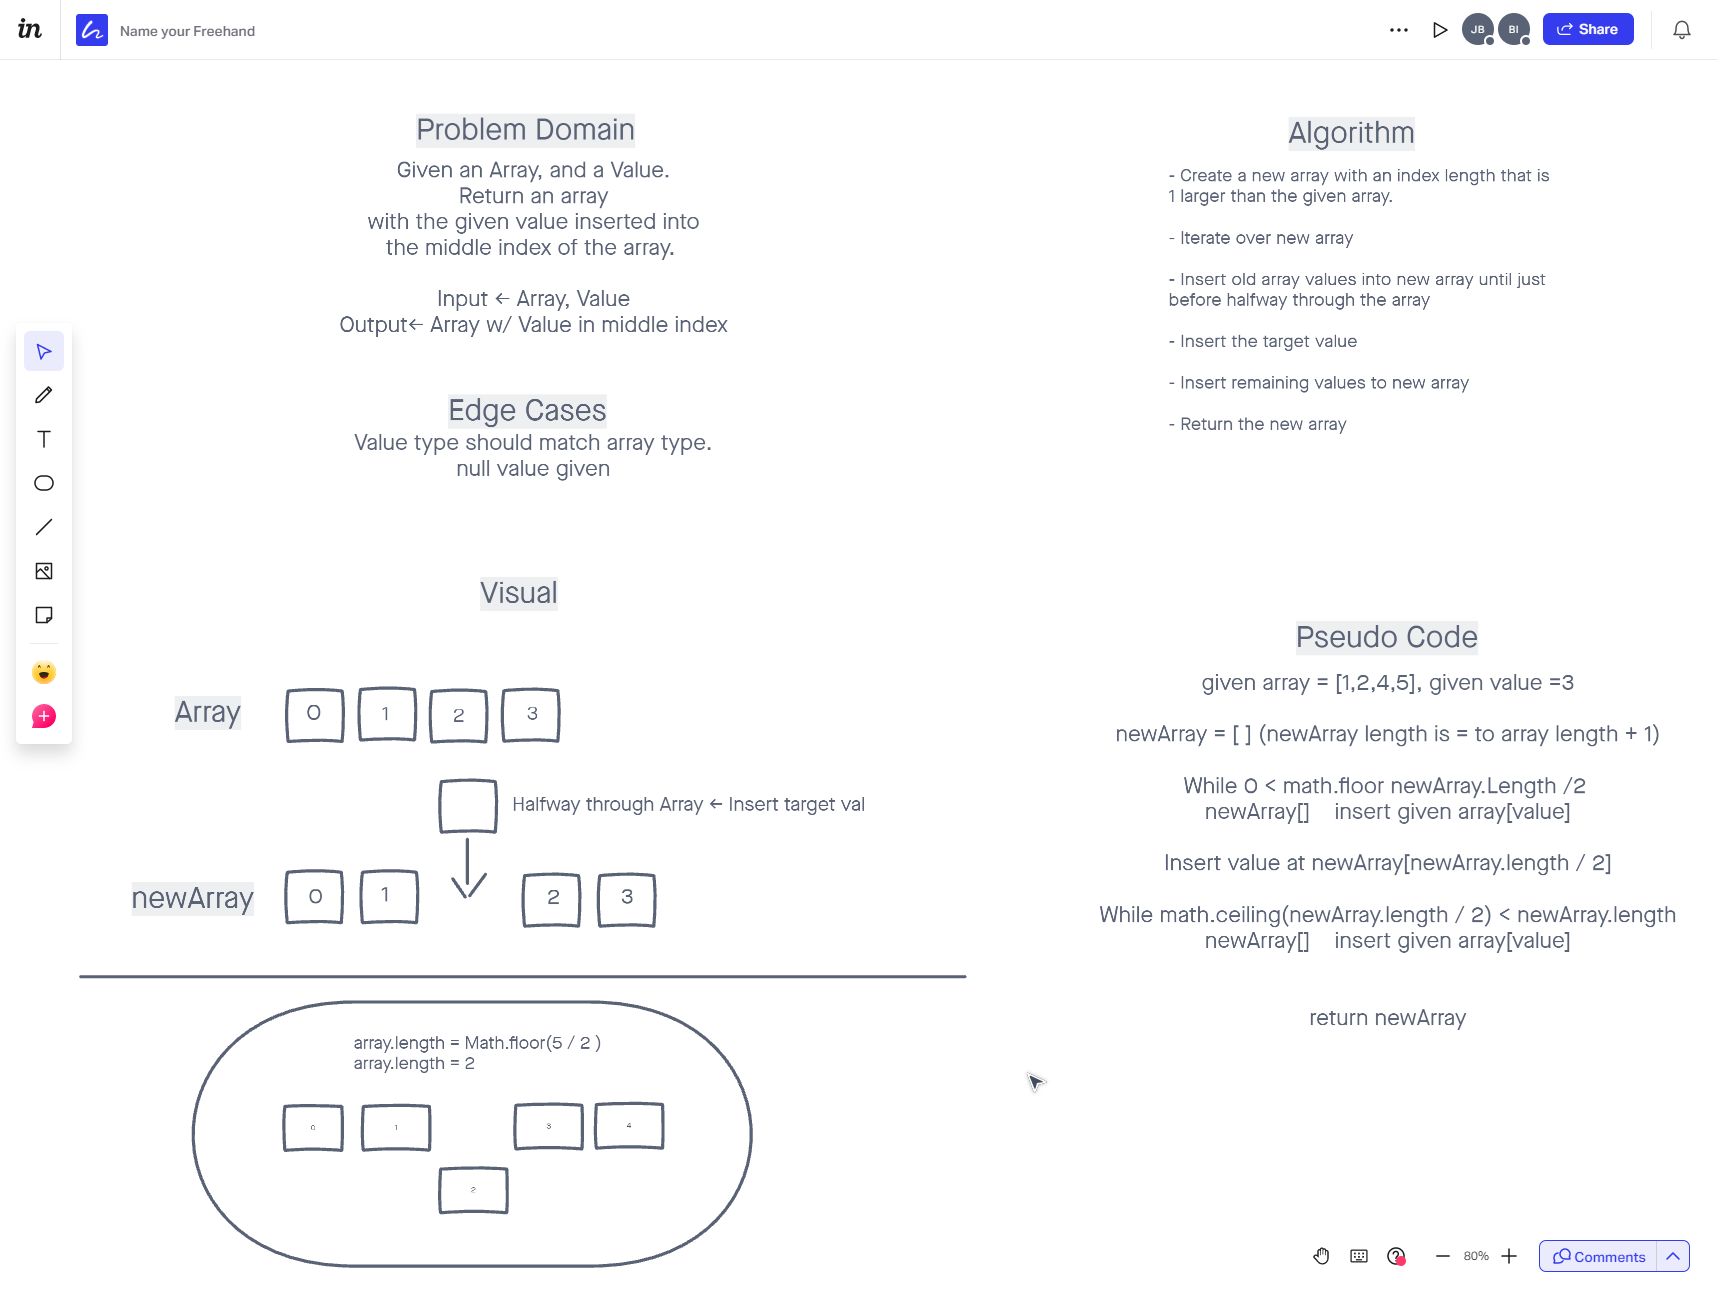 in
Name your Freehand
JB
BI
Share
Problem Domain
Given an Array, and a Value.
Return an array
with the given value inserted into
the middle index of the array.
Input ← Array, Value
Output← Array w/ Value in middle index
Edge Cases
Value type should match array type.
null value given
Visual
Array
0 1 2 3
Halfway through Array ← Insert target val
newArray
0 1 2 3
array.length = Math.floor(5 / 2 )
array.length = 2
0 1 3 4
2
Algorithm
- Create a new array with an index length that is
1 larger than the given array.
- Iterate over new array
- Insert old array values into new array until just
before halfway through the array
- Insert the target value
- Insert remaining values to new array
- Return the new array
Pseudo Code
given array = [1,2,4,5], given value =3
newArray = [ ] (newArray length is = to array length + 1)
While 0 < math.floor newArray.Length /2
newArray[] insert given array[value]
Insert value at newArray[newArray.length / 2]
While math.ceiling(newArray.length / 2) < newArray.length
newArray[] insert given array[value]
return newArray
T
80%
Comments